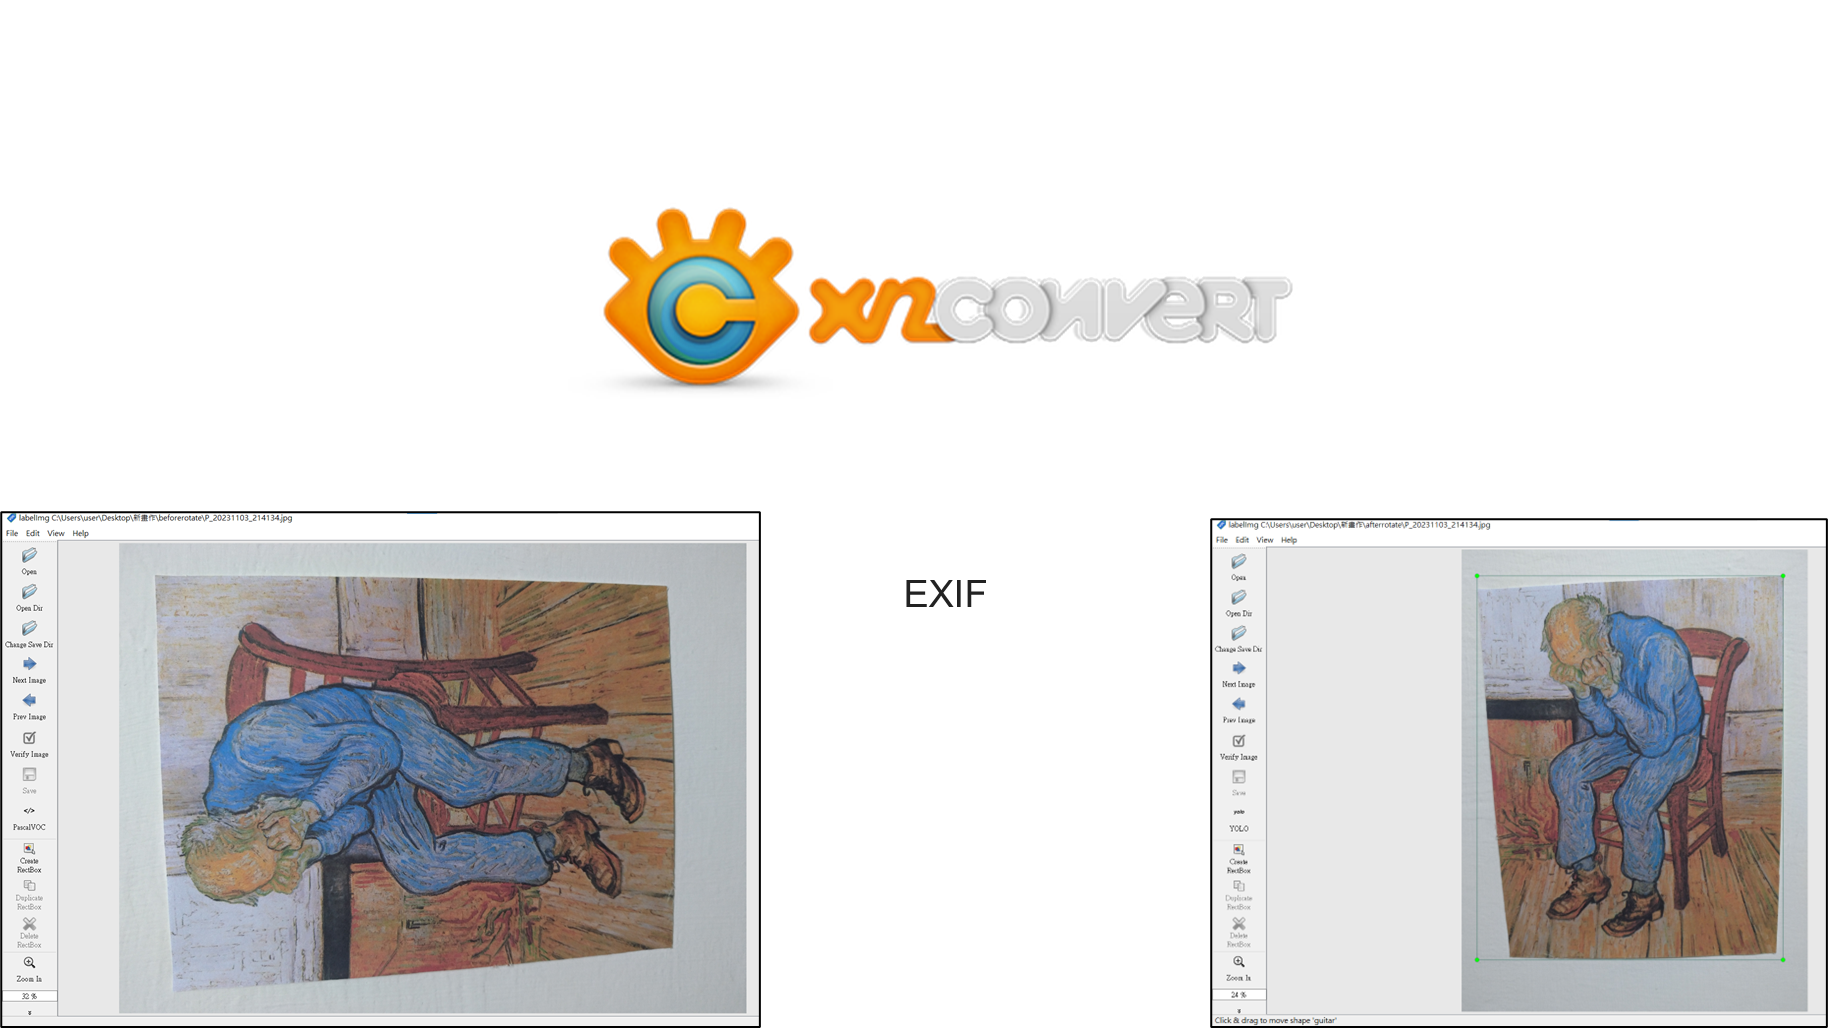 xnconvert
labelImg C:\Users\user\Desktop\新畫作\beforerotate\P_20231103_214134.jpg
File Edit View Help
Open
Open Dir
Change Save Dir
Next Image
Prev Image
Verify Image
Save
</>
PascalVOC
Create
RectBox
Duplicate
RectBox
Delete
RectBox
Zoom In
32 %
EXIF
labelImg C:\Users\user\Desktop\新畫作\afterrotate\P_20231103_214134.jpg
File Edit View Help
Open
Open Dir
Change Save Dir
Next Image
Prev Image
Verify Image
Save
yolo
YOLO
Create
RectBox
Duplicate
RectBox
Delete
RectBox
Zoom In
24 %
Click & drag to move shape 'guitar'